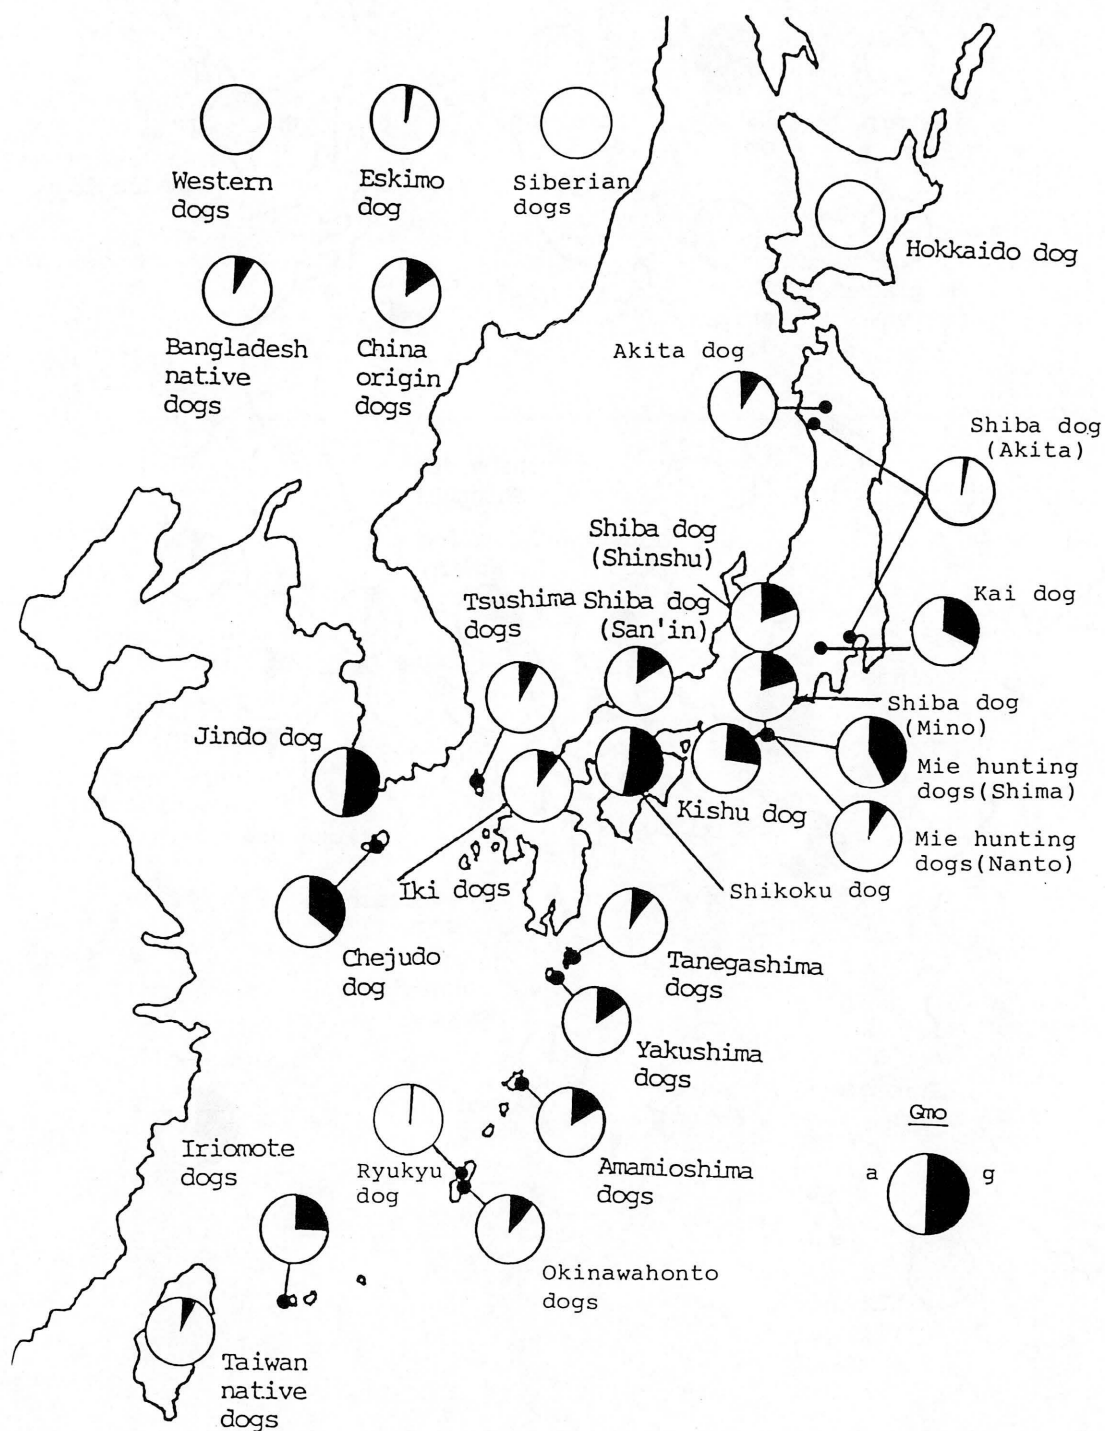 Western
dogs
Eskimo
dog
Siberian
dogs
Hokkaido dog
Bangladesh
native
dogs
China
origin
dogs
Akita dog
Shiba dog
(Akita)
Shiba dog
(Shinshu)
Kai dog
Tsushima
dogs
Shiba dog
(San'in)
Shiba dog
(Mino)
Jindo dog
Mie hunting
dogs(Shima)
Kishu dog
Mie hunting
dogs(Nanto)
Iki dogs
Shikoku dog
Chejudo
dog
Tanegashima
dogs
Yakushima
dogs
Gmo
a
g
Iriomote
dogs
Ryukyu
dog
Amamioshima
dogs
Okinawahonto
dogs
Taiwan
native
dogs